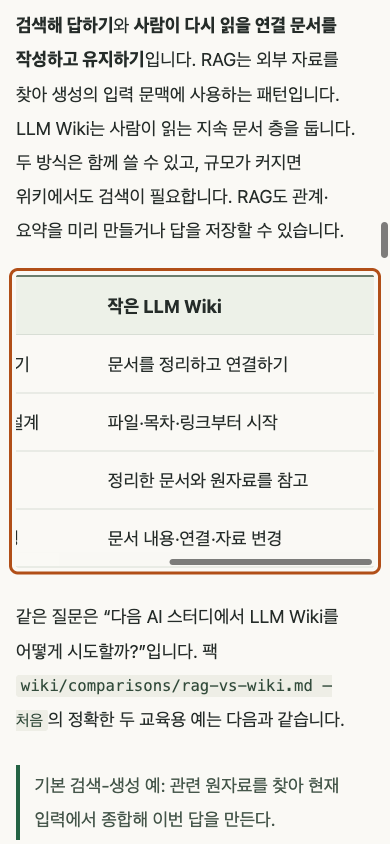 검색해 답하기와 사람이 다시 읽을 연결 문서를
작성하고 유지하기입니다. RAG는 외부 자료를
찾아 생성의 입력 문맥에 사용하는 패턴입니다.
LLM Wiki는 사람이 읽는 지속 문서 층을 둡니다.
두 방식은 함께 쓸 수 있고, 규모가 커지면
위키에서도 검색이 필요합니다. RAG도 관계·
요약을 미리 만들거나 답을 저장할 수 있습니다.
작은 LLM Wiki
기 문서를 정리하고 연결하기
파일·목차·링크부터 시작
정리한 문서와 원자료를 참고
문서 내용·연결·자료 변경
같은 질문은 “다음 AI 스터디에서 LLM Wiki를
어떻게 시도할까?”입니다. 팩
wiki/comparisons/rag-vs-wiki.md —
처음의 정확한 두 교육용 예는 다음과 같습니다.
기본 검색-생성 예: 관련 원자료를 찾아 현재
입력에서 종합해 이번 답을 만든다.